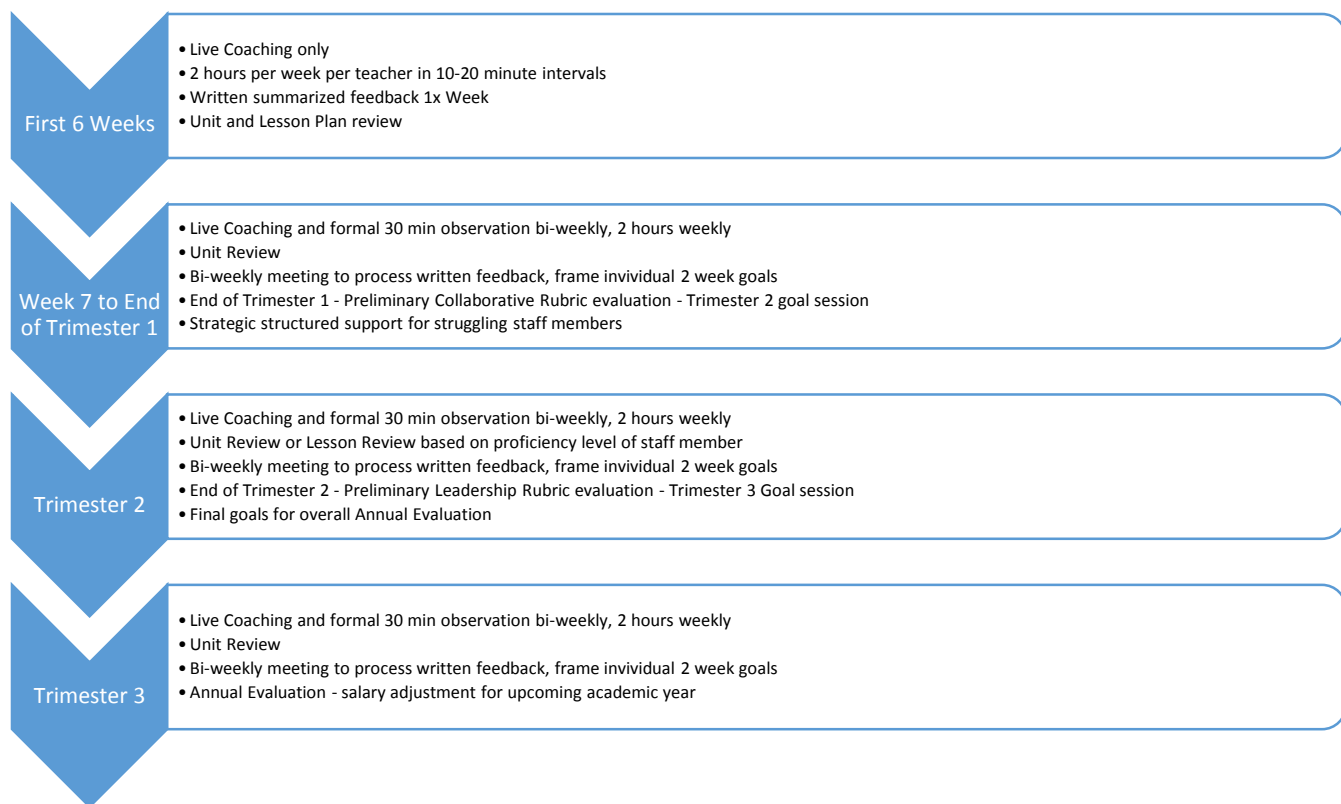 First 6 Weeks
• Live Coaching only
• 2 hours per week per teacher in 10-20 minute intervals
• Written summarized feedback 1x Week
• Unit and Lesson Plan review
Week 7 to End
of Trimester 1
• Live Coaching and formal 30 min observation bi-weekly, 2 hours weekly
• Unit Review
• Bi-weekly meeting to process written feedback, frame invividual 2 week goals
• End of Trimester 1 - Preliminary Collaborative Rubric evaluation - Trimester 2 goal session
• Strategic structured support for struggling staff members
Trimester 2
• Live Coaching and formal 30 min observation bi-weekly, 2 hours weekly
• Unit Review or Lesson Review based on proficiency level of staff member
• Bi-weekly meeting to process written feedback, frame invividual 2 week goals
• End of Trimester 2 - Preliminary Leadership Rubric evaluation - Trimester 3 Goal session
• Final goals for overall Annual Evaluation
Trimester 3
• Live Coaching and formal 30 min observation bi-weekly, 2 hours weekly
• Unit Review
• Bi-weekly meeting to process written feedback, frame invividual 2 week goals
• Annual Evaluation - salary adjustment for upcoming academic year